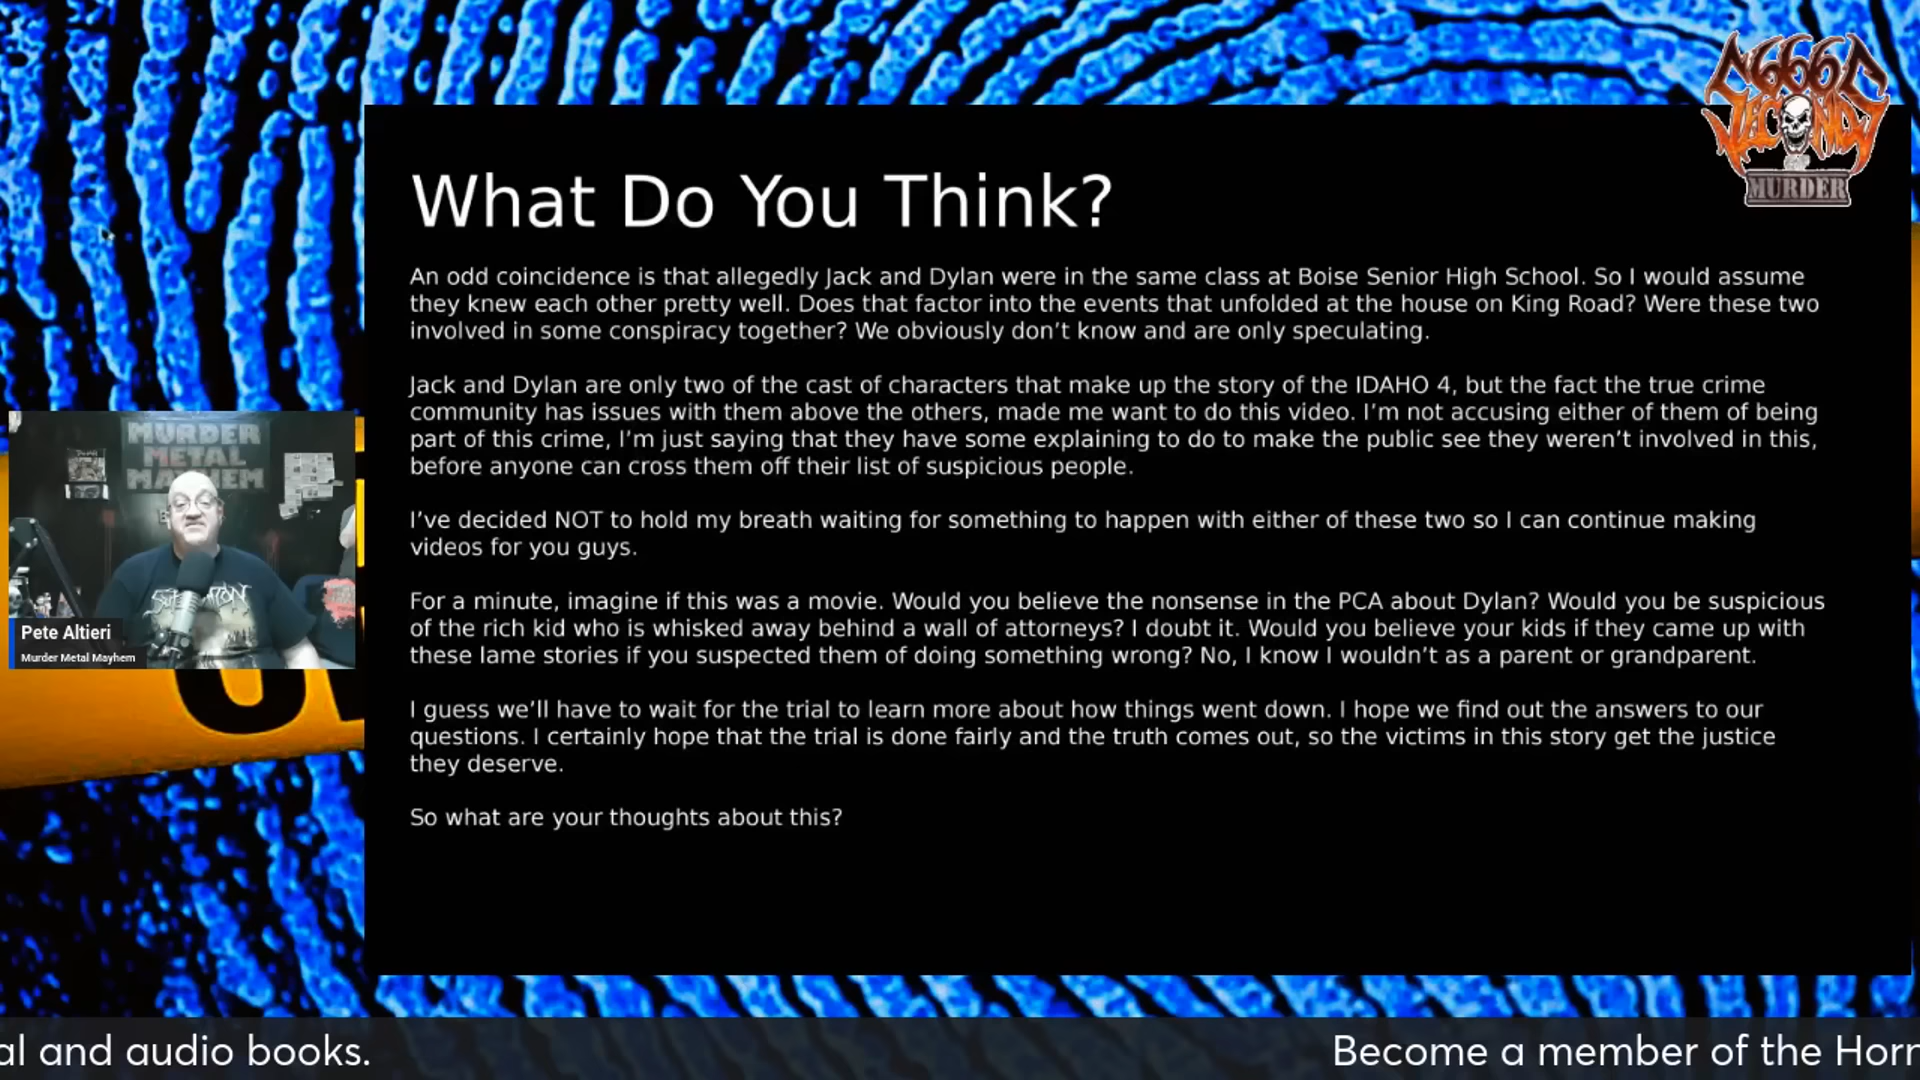 C666C
SECONDS
MURDER
What Do You Think?
An odd coincidence is that allegedly Jack and Dylan were in the same class at Boise Senior High School. So I would assume
they knew each other pretty well. Does that factor into the events that unfolded at the house on King Road? Were these two
involved in some conspiracy together? We obviously don’t know and are only speculating.
Jack and Dylan are only two of the cast of characters that make up the story of the IDAHO 4, but the fact the true crime
community has issues with them above the others, made me want to do this video. I’m not accusing either of them of being
part of this crime, I’m just saying that they have some explaining to do to make the public see they weren’t involved in this,
before anyone can cross them off their list of suspicious people.
I’ve decided NOT to hold my breath waiting for something to happen with either of these two so I can continue making
videos for you guys.
For a minute, imagine if this was a movie. Would you believe the nonsense in the PCA about Dylan? Would you be suspicious
of the rich kid who is whisked away behind a wall of attorneys? I doubt it. Would you believe your kids if they came up with
these lame stories if you suspected them of doing something wrong? No, I know I wouldn’t as a parent or grandparent.
I guess we’ll have to wait for the trial to learn more about how things went down. I hope we find out the answers to our
questions. I certainly hope that the trial is done fairly and the truth comes out, so the victims in this story get the justice
they deserve.
So what are your thoughts about this?
MURDER
METAL
MAYHEM
SUFFOCATION
Pete Altieri
Murder Metal Mayhem
al and audio books.
Become a member of the Horr